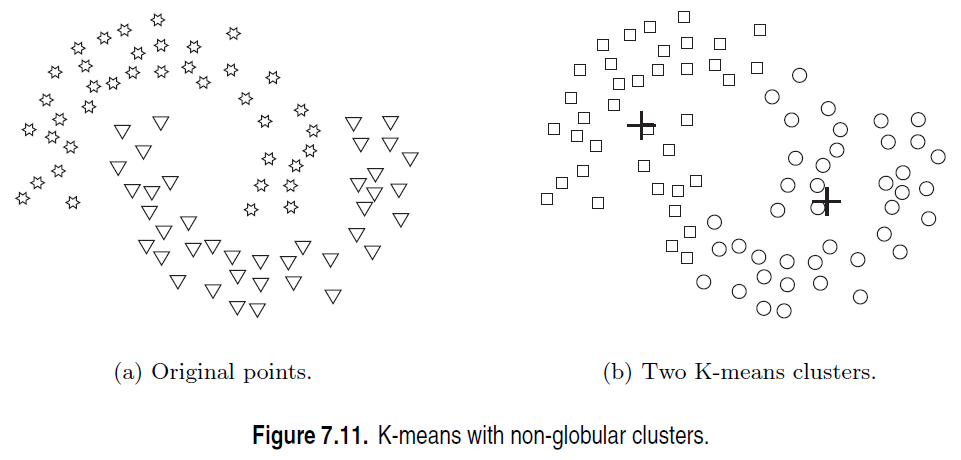 (a) Original points.
(b) Two K-means clusters.
Figure 7.11. K-means with non-globular clusters.